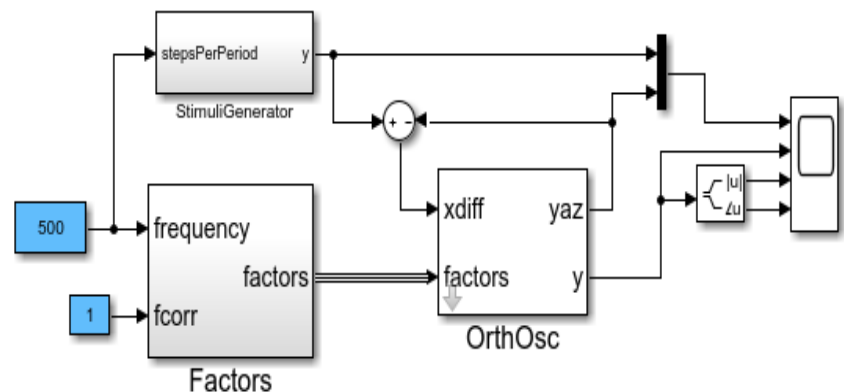 stepsPerPeriod y
StimuliGenerator
+ -
500
frequency
factors
1
fcorr
Factors
xdiff yaz
factors y
OrthOsc
|u|
∠u